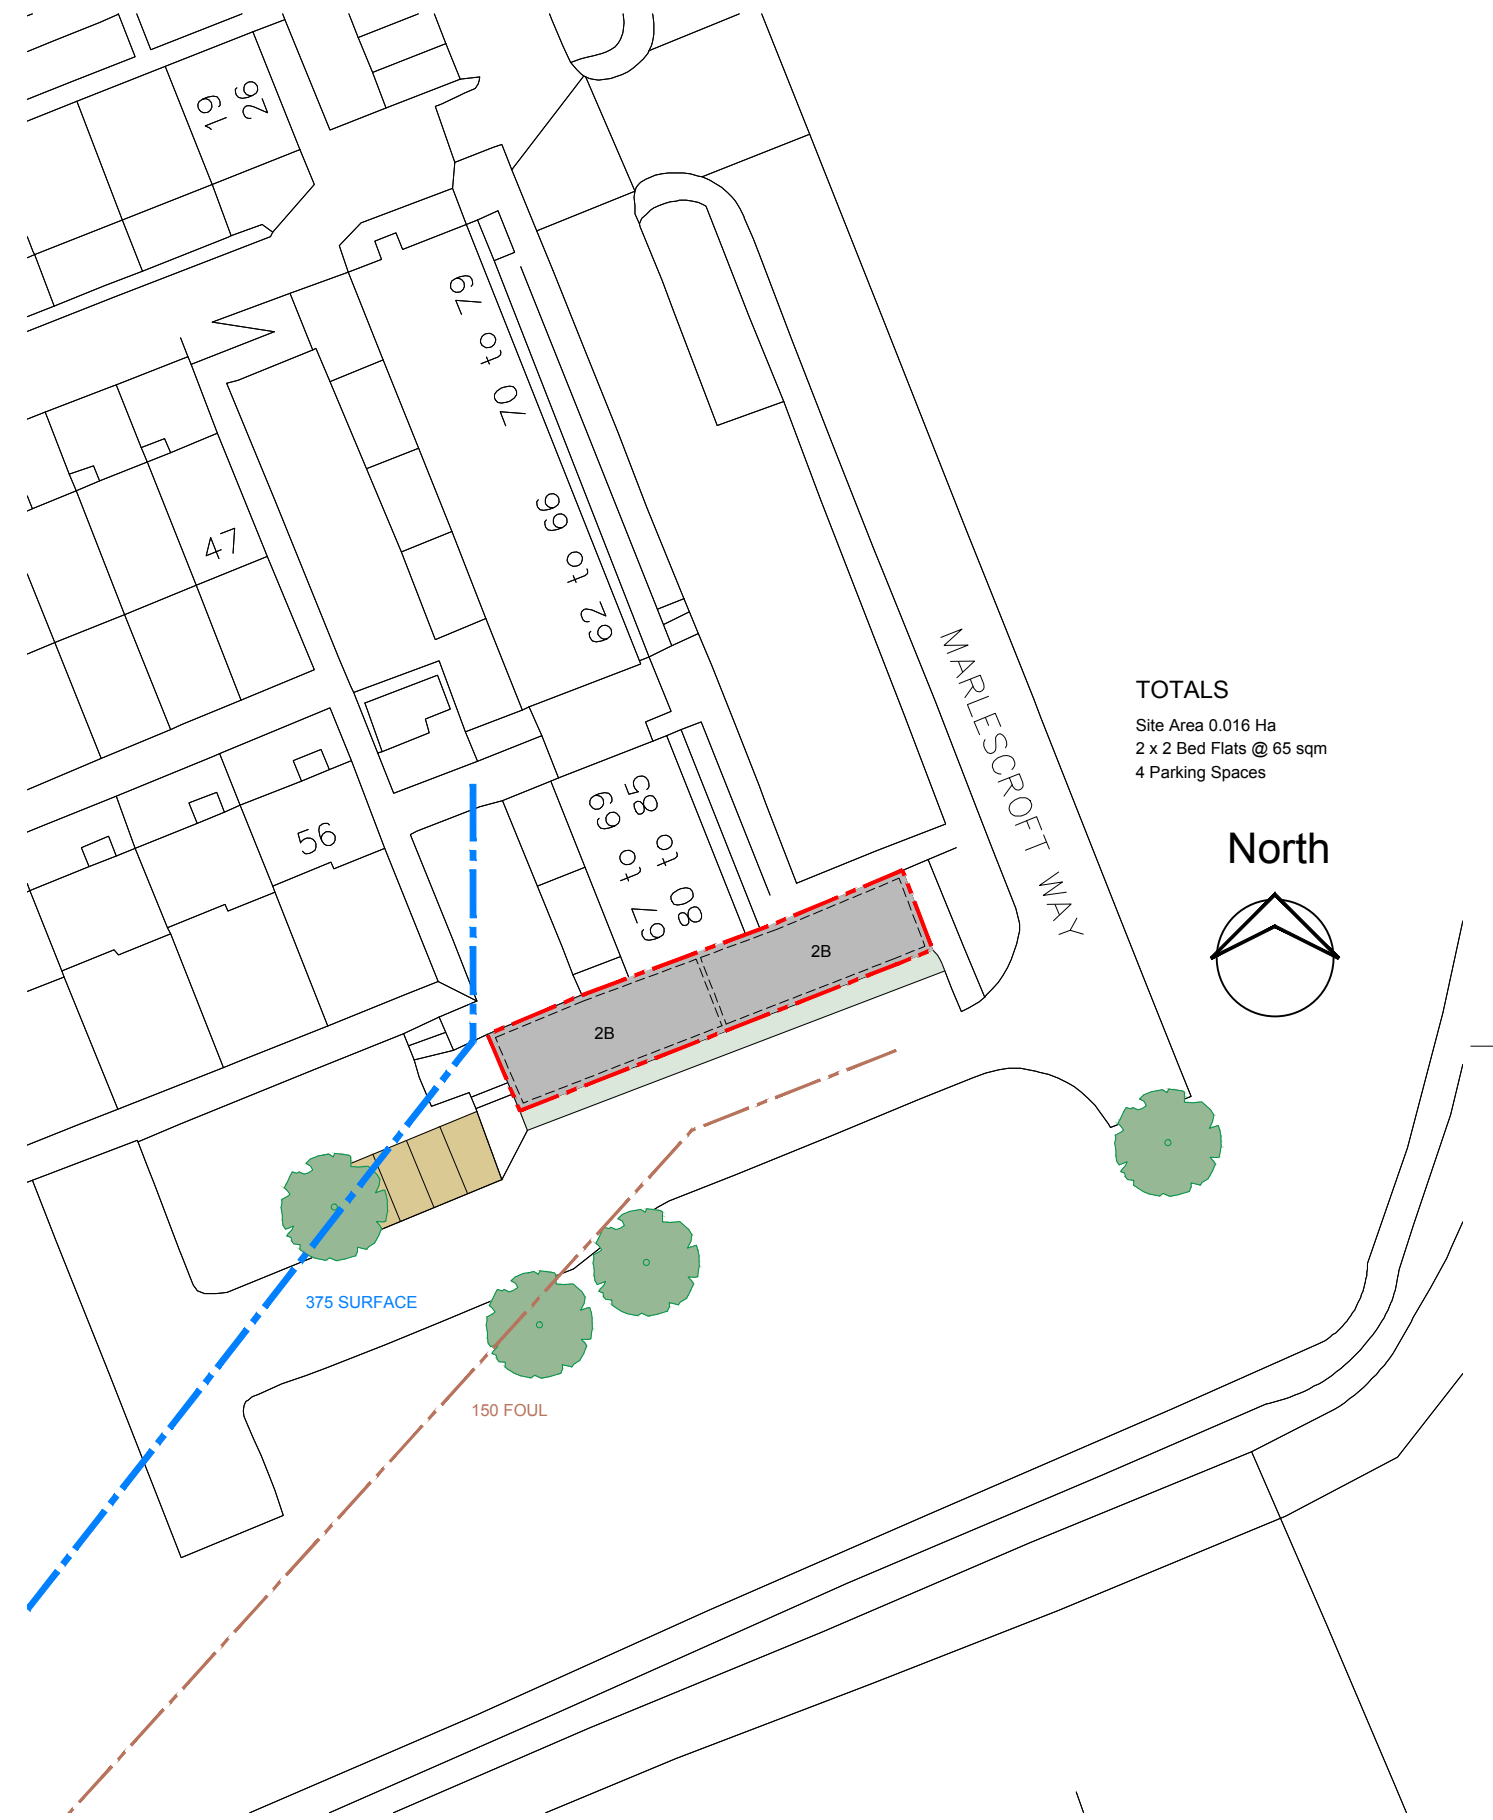 19
26
70 to 79
47
62 to 66
MARLESCROFT WAY
TOTALS
Site Area 0.016 Ha
2 x 2 Bed Flats @ 65 sqm
4 Parking Spaces
56
67 to 69
80 to 85
North
2B
2B
375 SURFACE
150 FOUL